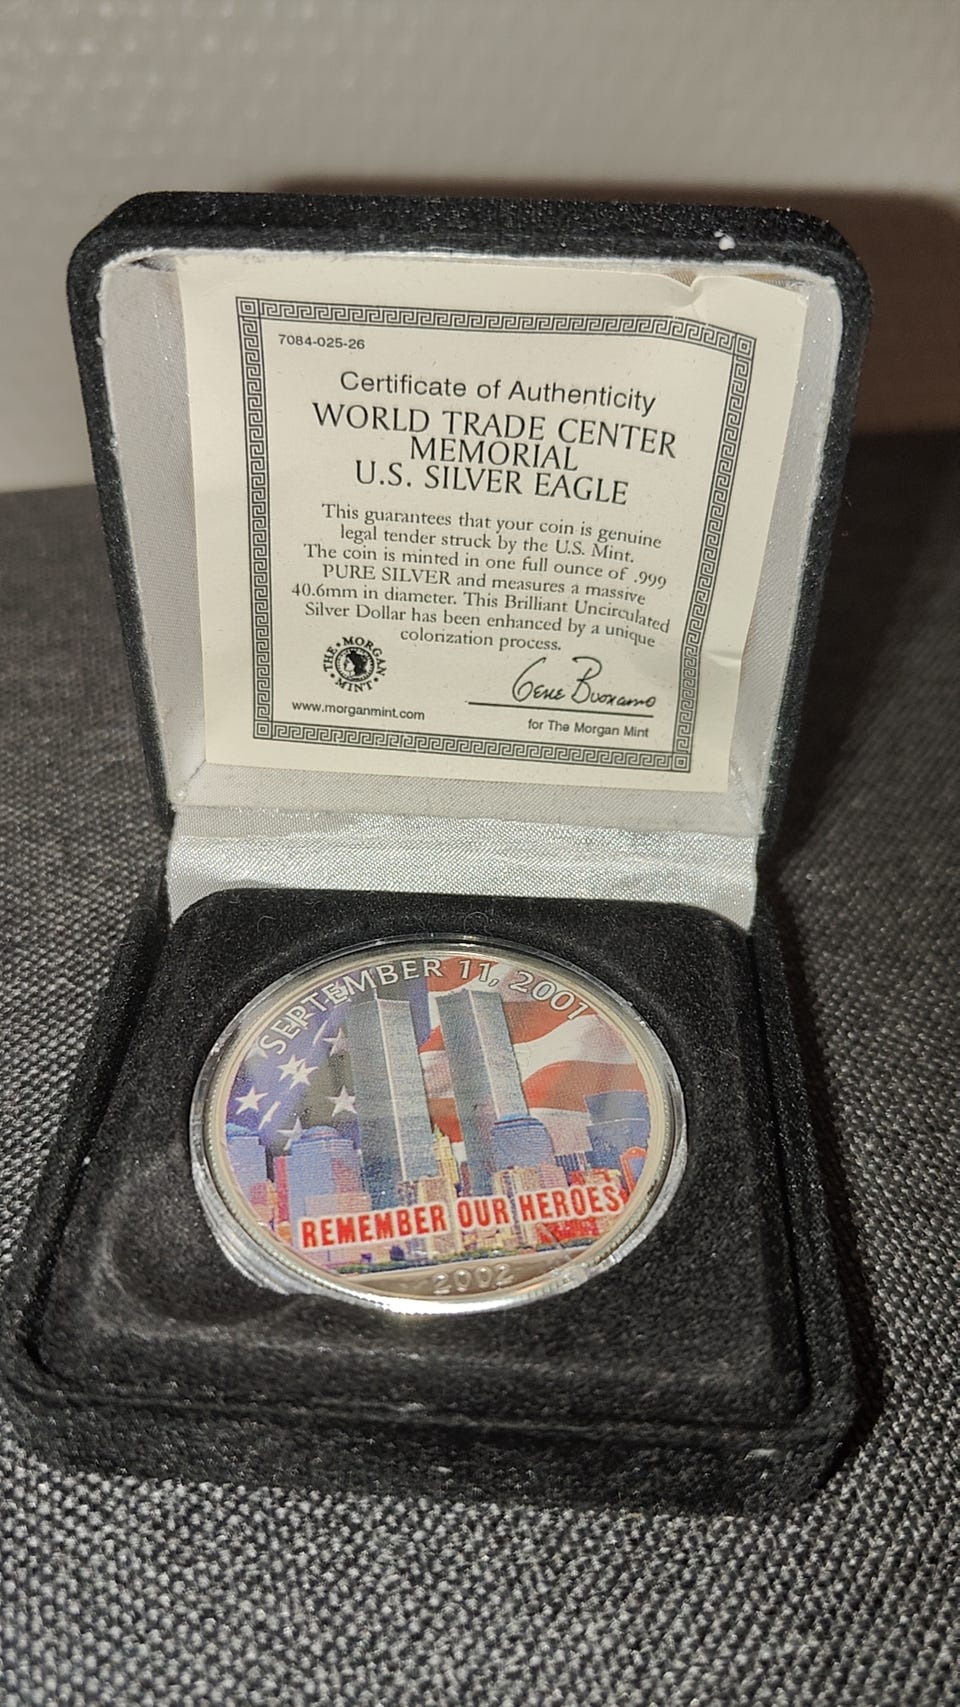 7084-025-26
Certificate of Authenticity
WORLD TRADE CENTER
MEMORIAL
U.S. SILVER EAGLE
This guarantees that your coin is genuine
legal tender struck by the U.S. Mint.
The coin is minted in one full ounce of .999
PURE SILVER and measures a massive
40.6mm in diameter. This Brilliant Uncirculated
Silver Dollar has been enhanced by a unique
colorization process.
THE MORGAN MINT
Gene Buonamo
www.morganmint.com
for The Morgan Mint
SEPTEMBER 11, 2001
REMEMBER OUR HEROES
2002